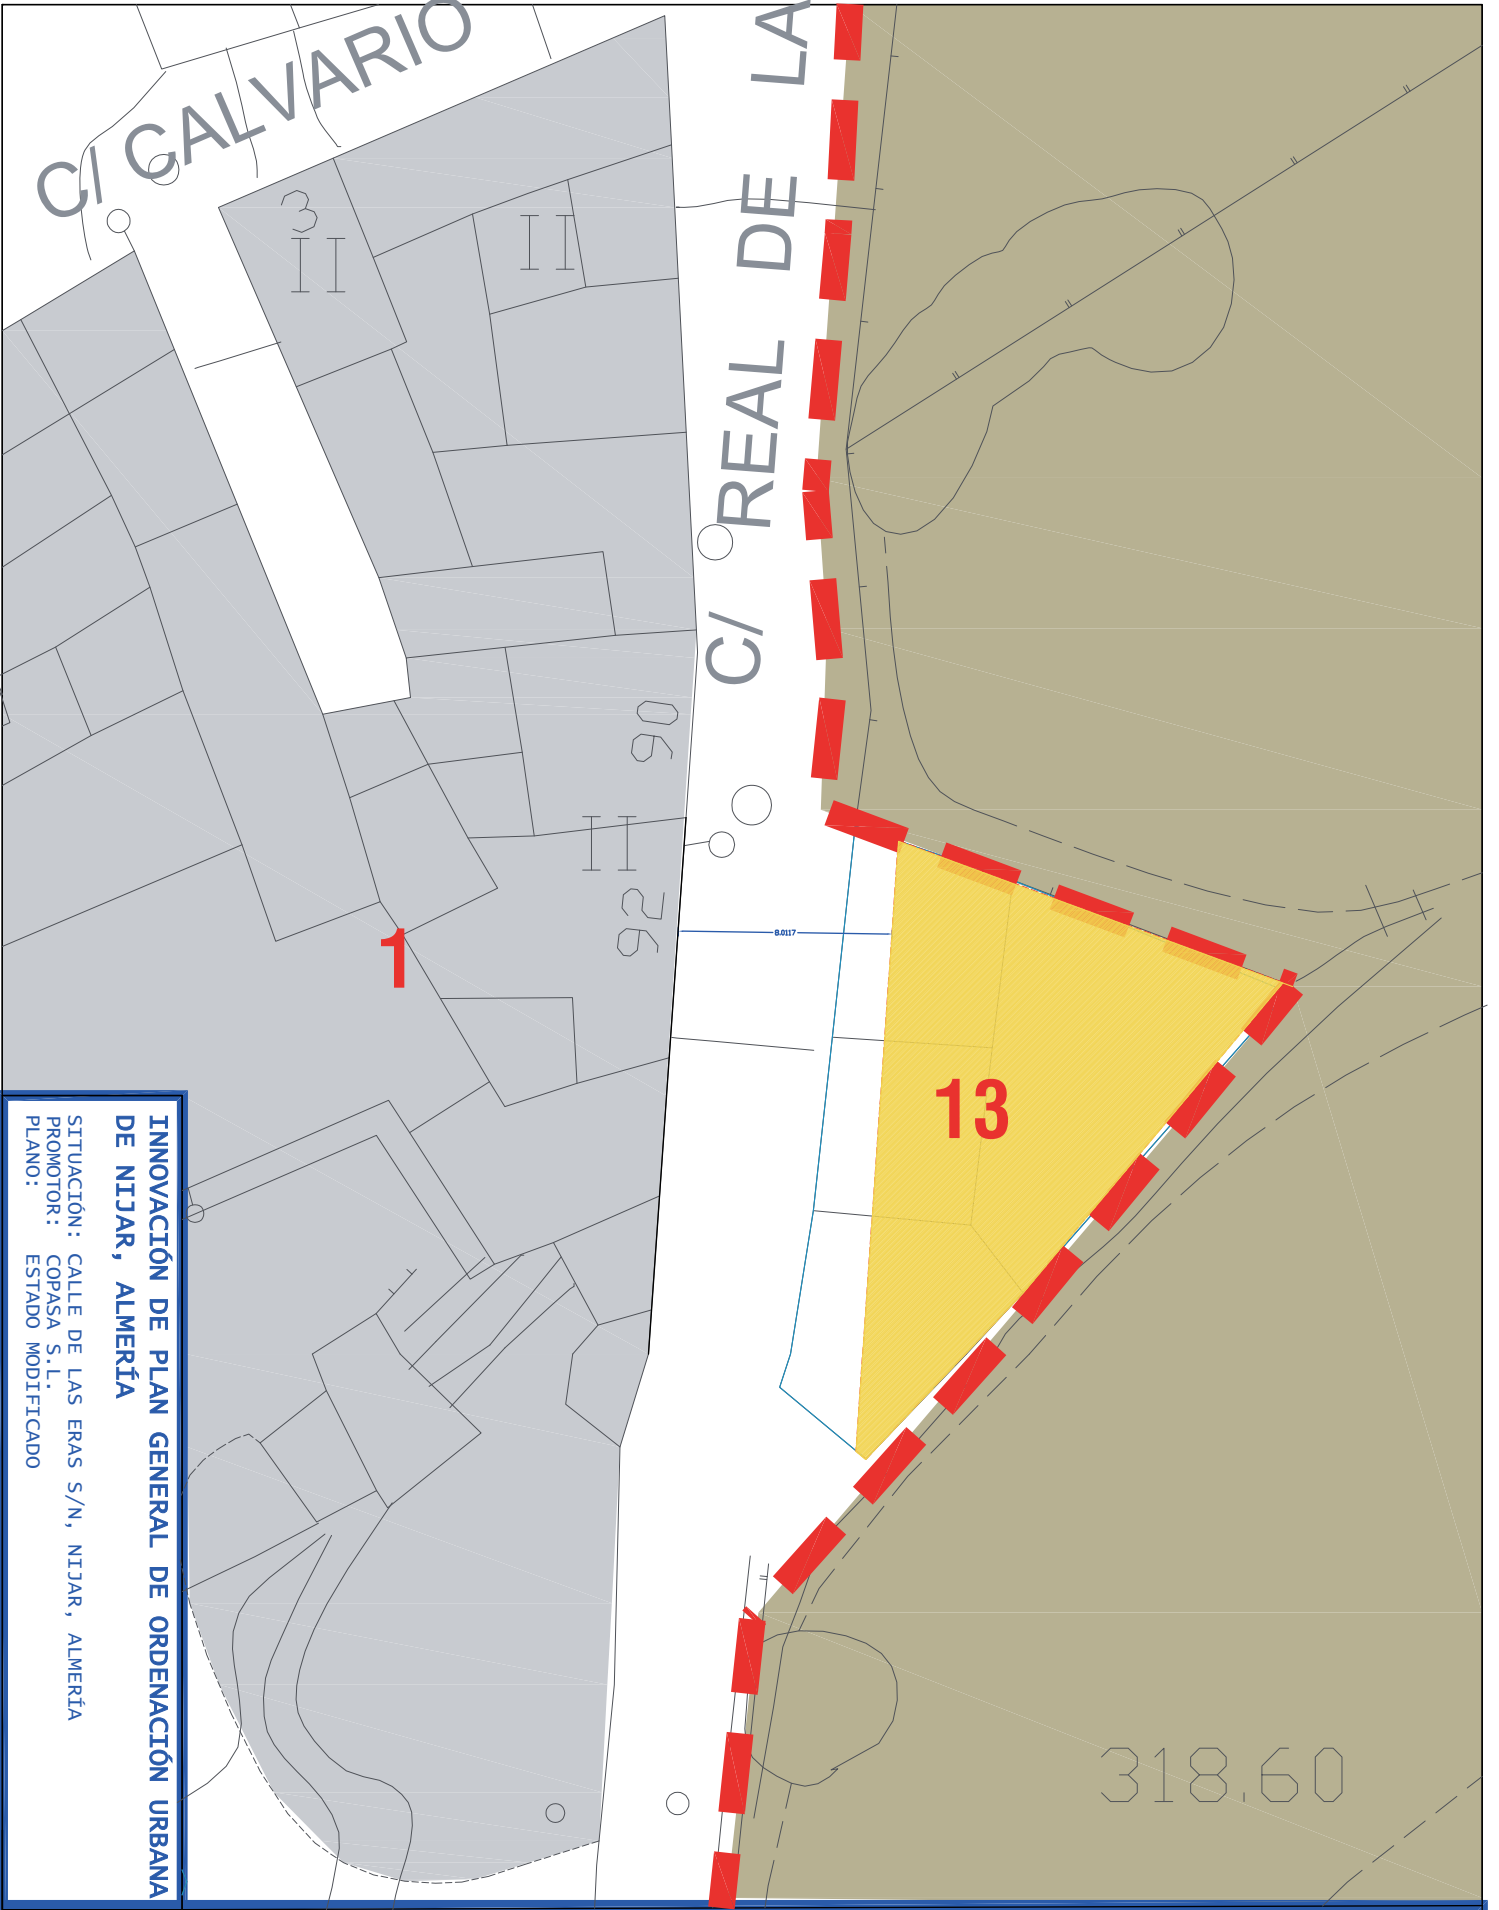 C/ CALVARIO
C/ REAL DE LA
3
II
II
90
II
92
8.0117
1
13
318.60
INNOVACIÓN DE PLAN GENERAL DE ORDENACIÓN URBANA
DE NIJAR, ALMERÍA
SITUACIÓN: CALLE DE LAS ERAS S/N, NIJAR, ALMERÍA
PROMOTOR: COPASA S.L.
PLANO: ESTADO MODIFICADO